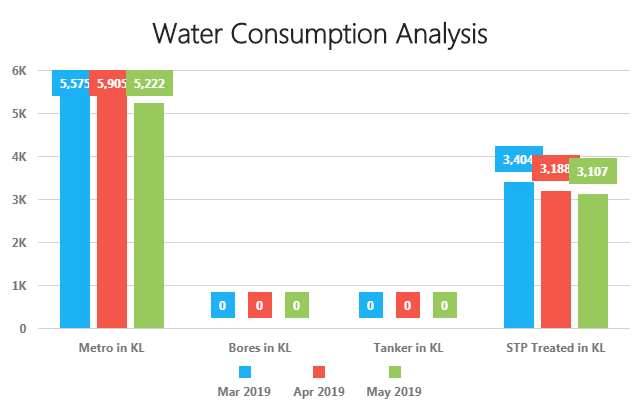 Water Consumption Analysis
6K
5K
4K
3K
2K
1K
0
5,575 5,905 5,222
0 0 0
0 0 0
3,404 3,188 3,107
Metro in KL Bores in KL Tanker in KL STP Treated in KL
Mar 2019 Apr 2019 May 2019